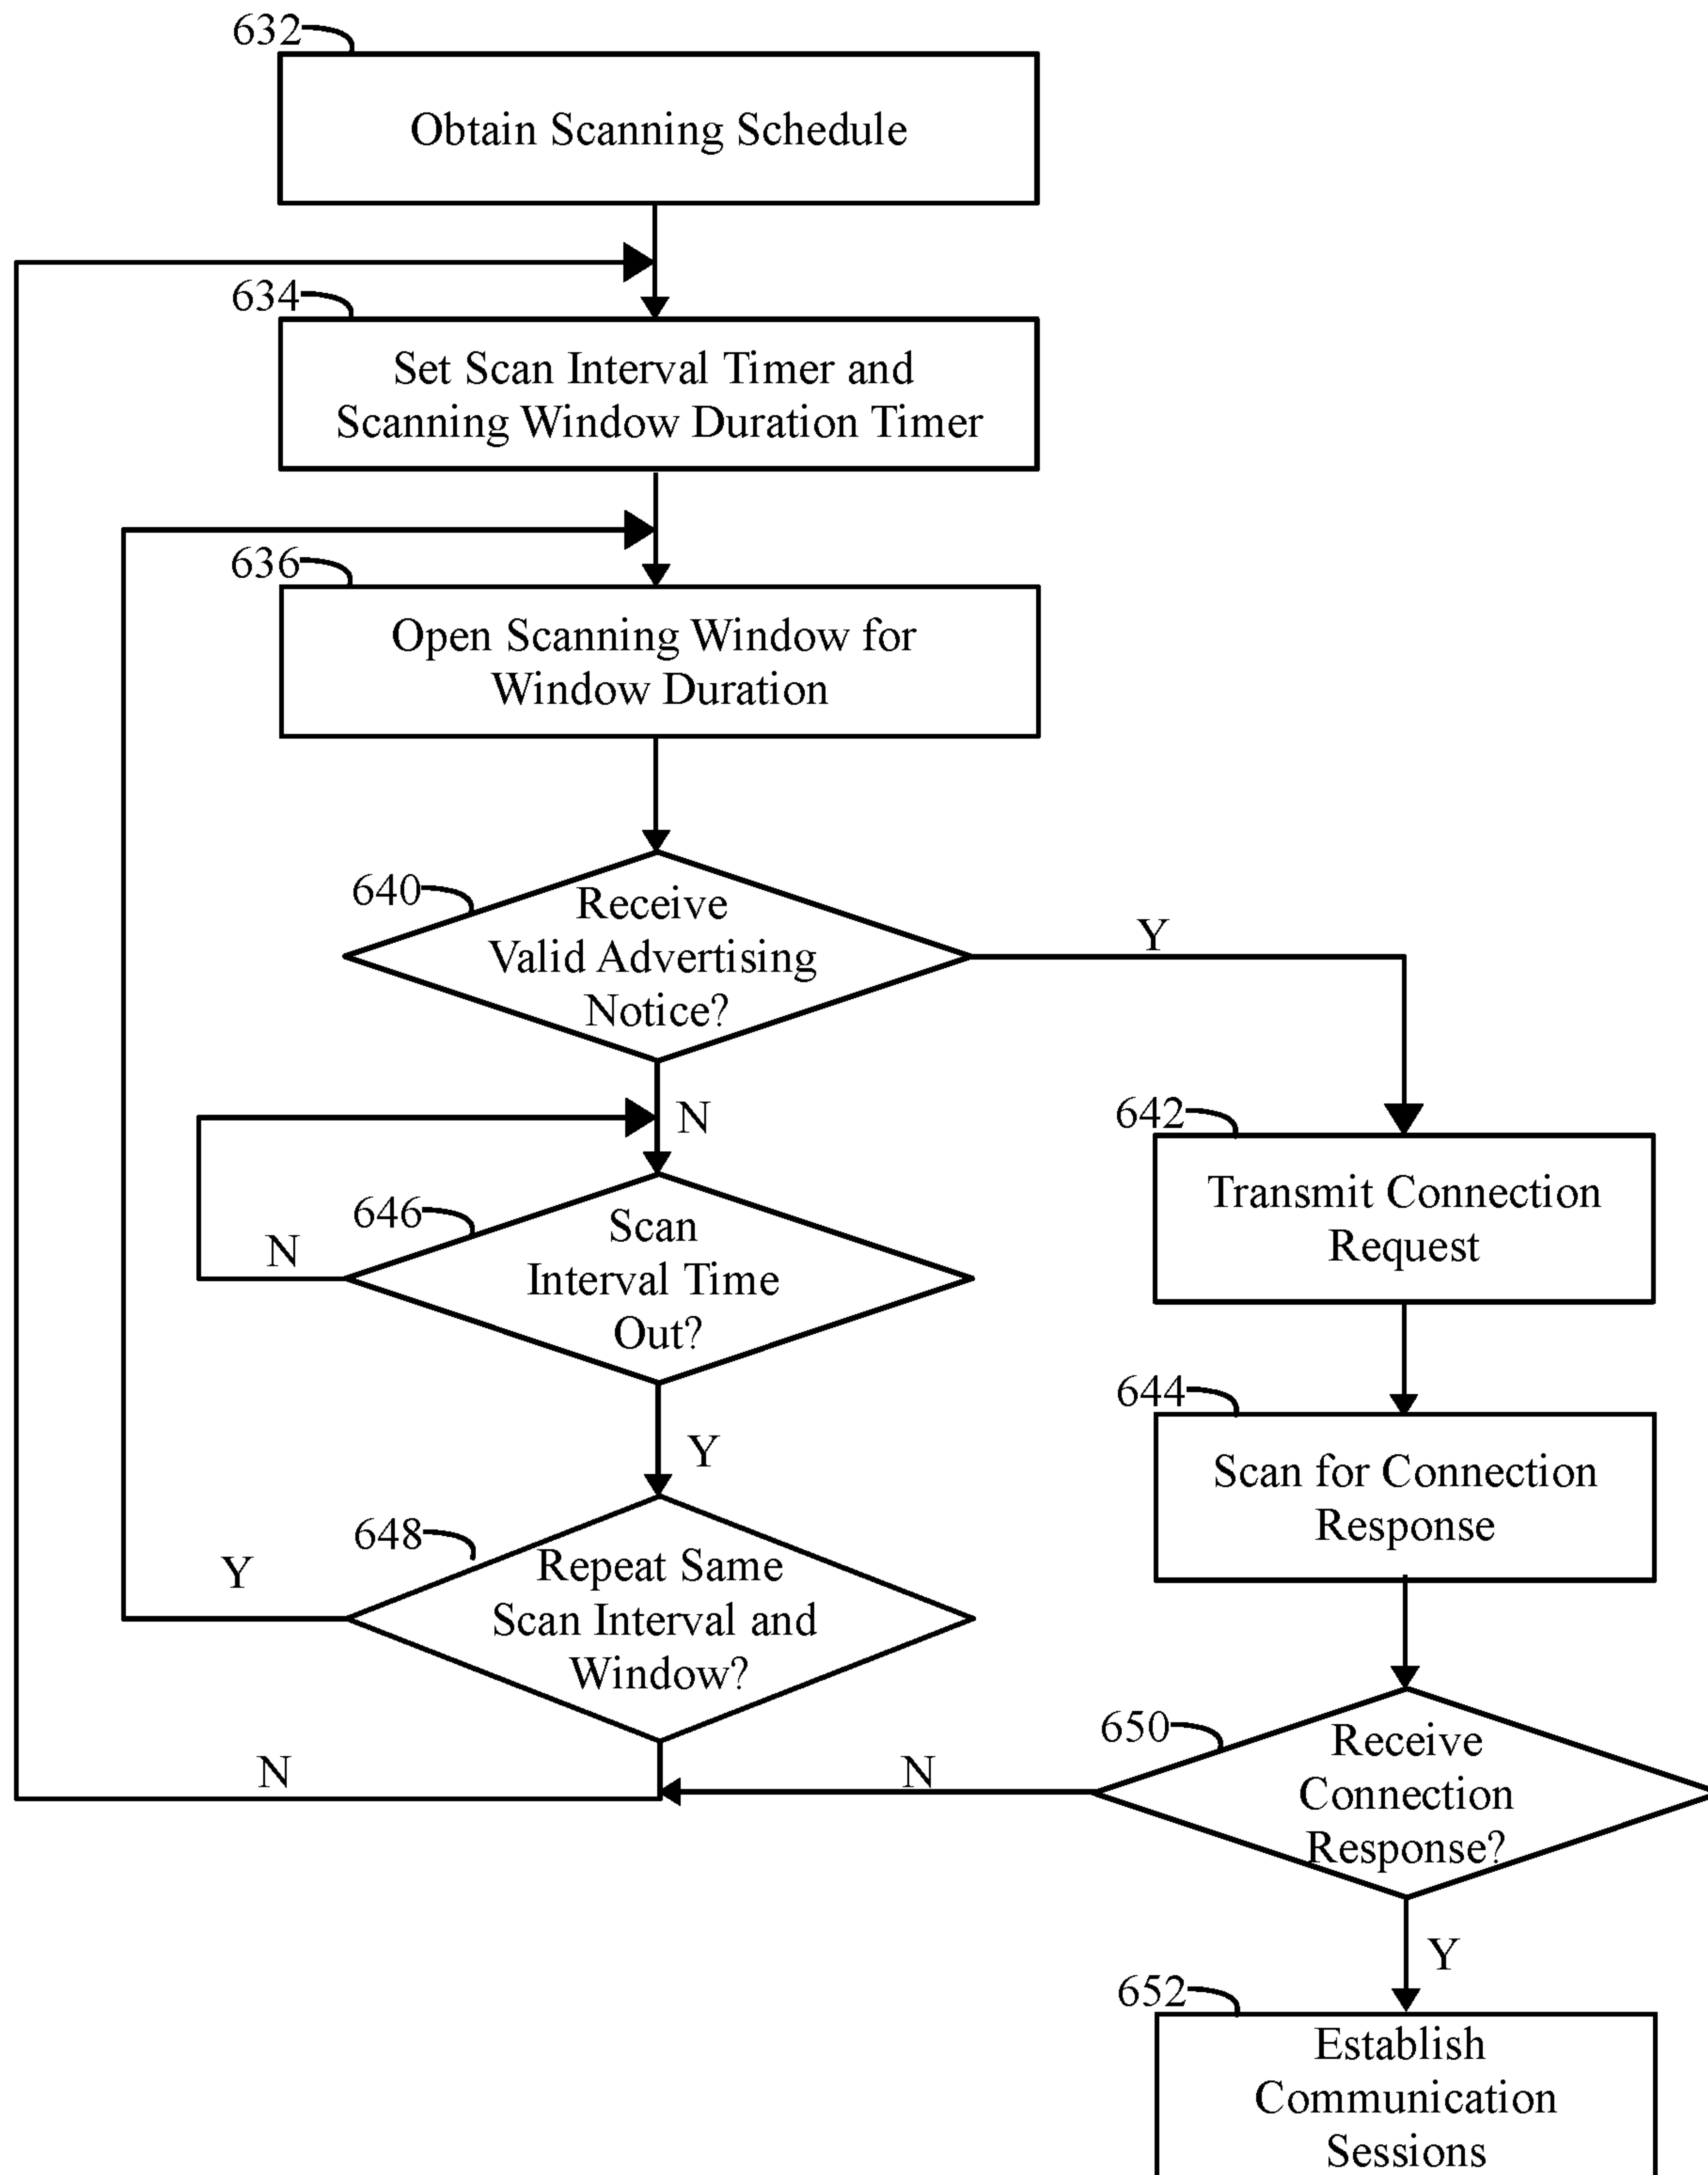 632
Obtain Scanning Schedule
634
Set Scan Interval Timer and
Scanning Window Duration Timer
636
Open Scanning Window for
Window Duration
640
Receive
Valid Advertising
Notice?
Y
N
642
Transmit Connection
Request
646
Scan
Interval Time
Out?
N
Y
644
Scan for Connection
Response
648
Repeat Same
Scan Interval and
Window?
Y
N
650
Receive
Connection
Response?
N
Y
652
Establish
Communication
Sessions